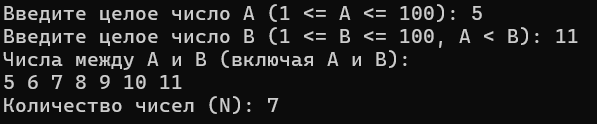 Введите целое число A (1 <= A <= 100): 5
Введите целое число B (1 <= B <= 100, A < B): 11
Числа между A и B (включая A и B):
5 6 7 8 9 10 11
Количество чисел (N): 7